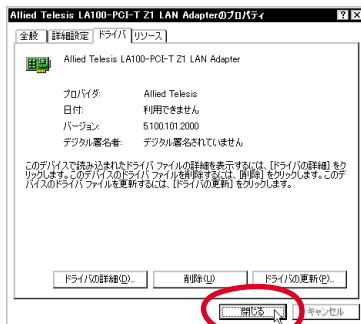 Allied Telesis LA100-PCI-T Z1 LAN Adapterのプロパティ ? ×
全般 詳細設定 ドライバ リソース
Allied Telesis LA100-PCI-T Z1 LAN Adapter
プロバイダ: Allied Telesis
日付: 利用できません
バージョン: 5.100.101.2000
デジタル署名者: デジタル署名されていません
このデバイスで読み込まれたドライバ ファイルの詳細を表示するには、[ドライバの詳細] をク
リックします。このデバイスのドライバ ファイルを削除するには、[削除] をクリックします。このデ
バイスのドライバ ファイルを更新するには、[ドライバの更新] をクリックします。
ドライバの詳細(D)... 削除(U) ドライバの更新(P)...
閉じる キャンセル